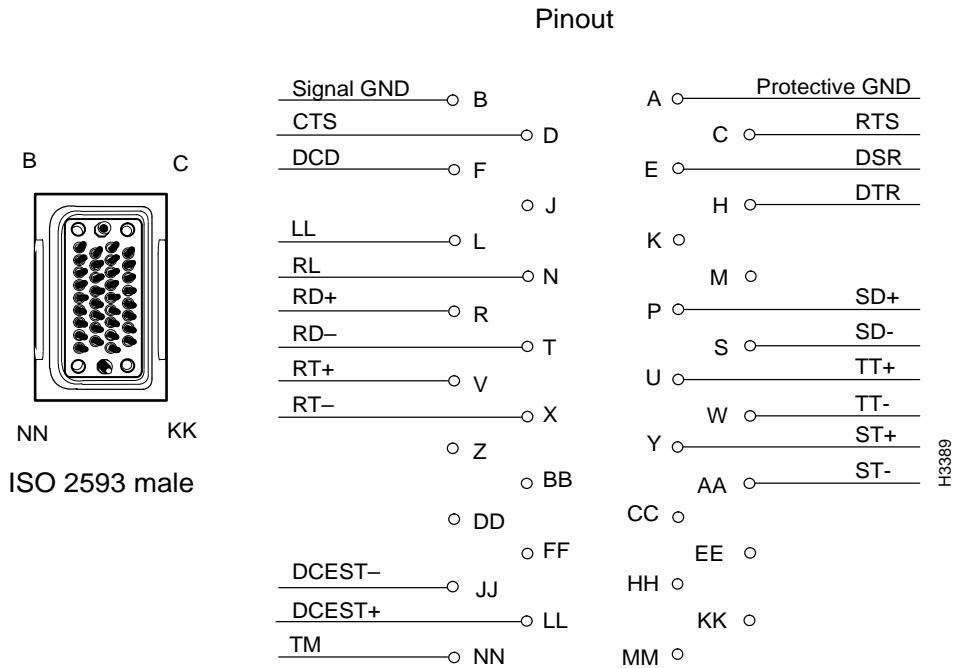 Pinout
Signal GND B A Protective GND
CTS D C RTS
B C
DCD F E DSR
J H DTR
LL L K
RL N M
RD+ R P SD+
RD– T S SD-
RT+ V U TT+
RT– X W TT-
NN KK
Z Y ST+
ISO 2593 male
BB AA ST-
H3389
DD CC
FF EE
DCEST– JJ HH
DCEST+ LL KK
TM NN MM